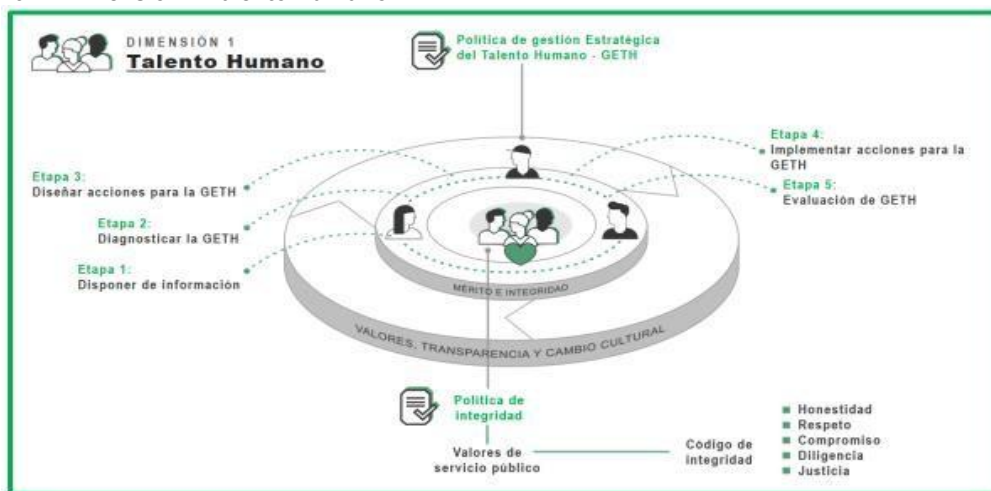 DIMENSIÓN 1
Talento Humano
Política de gestión Estratégica
del Talento Humano - GETH
Etapa 3:
Diseñar acciones para la GETH
Etapa 2:
Diagnosticar la GETH
Etapa 1:
Disponer de información
Etapa 4:
Implementar acciones para la
GETH
Etapa 5:
Evaluación de GETH
MÉRITO E INTEGRIDAD
VALORES, TRANSPARENCIA Y CAMBIO CULTURAL
Política de
integridad
Valores de
servicio público
Código de
integridad
Honestidad
Respeto
Compromiso
Diligencia
Justicia